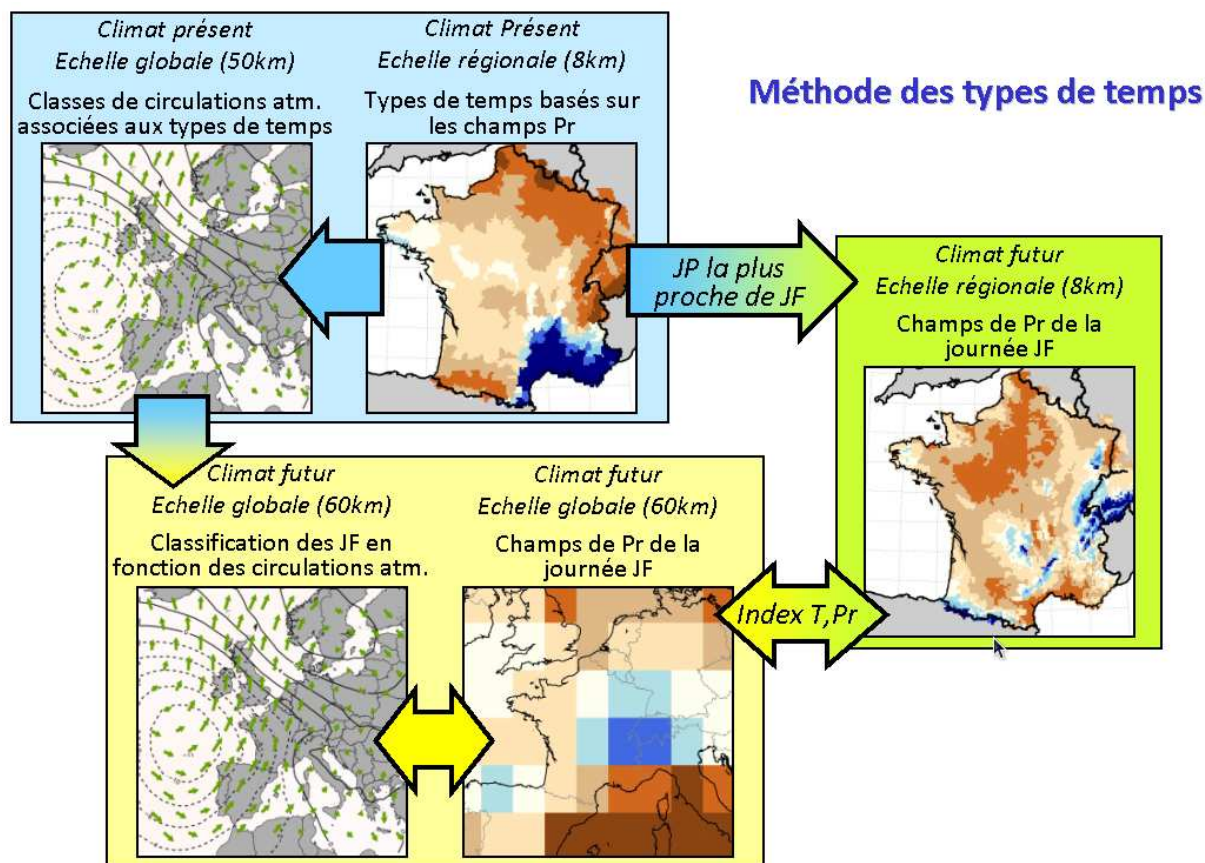 Climat présent
Echelle globale (50km)
Classes de circulations atm.
associées aux types de temps
Climat Présent
Echelle régionale (8km)
Types de temps basés sur
les champs Pr
Méthode des types de temps
JP la plus
proche de JF
Climat futur
Echelle régionale (8km)
Champs de Pr de la
journée JF
Climat futur
Echelle globale (60km)
Classification des JF en
fonction des circulations atm.
Climat futur
Echelle globale (60km)
Champs de Pr de la
journée JF
Index T,Pr